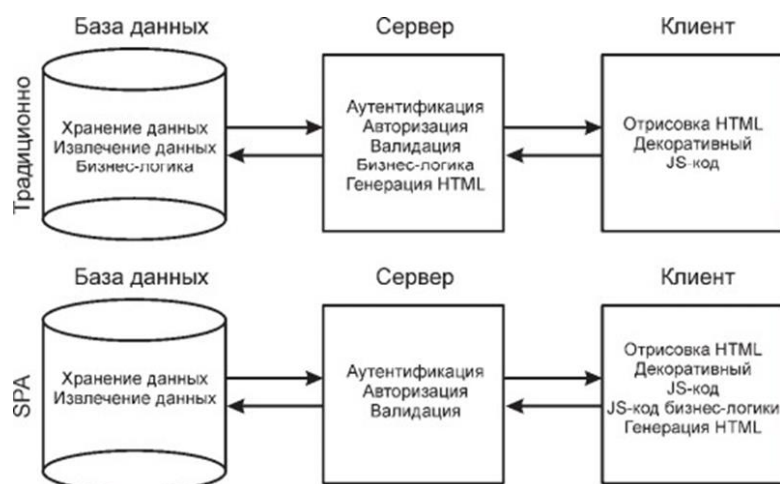 База данных
Сервер
Клиент
Традиционно
Хранение данных
Извлечение данных
Бизнес-логика
Аутентификация
Авторизация
Валидация
Бизнес-логика
Генерация HTML
Отрисовка HTML
Декоративный
JS-код
База данных
Сервер
Клиент
SPA
Хранение данных
Извлечение данных
Аутентификация
Авторизация
Валидация
Отрисовка HTML
Декоративный
JS-код
JS-код бизнес-логики
Генерация HTML